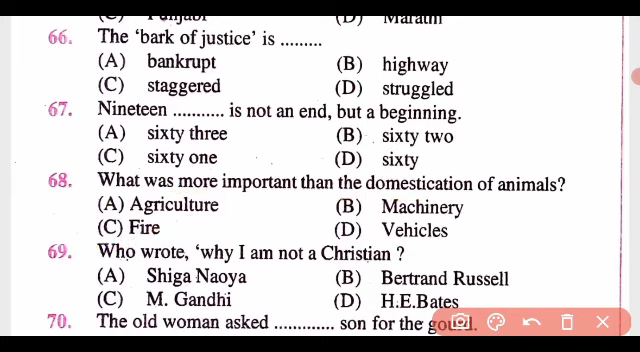 (C) Punjabi (D) Marathi
66. The ‘bark of justice’ is .........
(A) bankrupt (B) highway
(C) staggered (D) struggled
67. Nineteen ........... is not an end, but a beginning.
(A) sixty three (B) sixty two
(C) sixty one (D) sixty
68. What was more important than the domestication of animals?
(A) Agriculture (B) Machinery
(C) Fire (D) Vehicles
69. Who wrote, ‘why I am not a Christian ?
(A) Shiga Naoya (B) Bertrand Russell
(C) M. Gandhi (D) H.E.Bates
70. The old woman asked ............. son for the gourd.